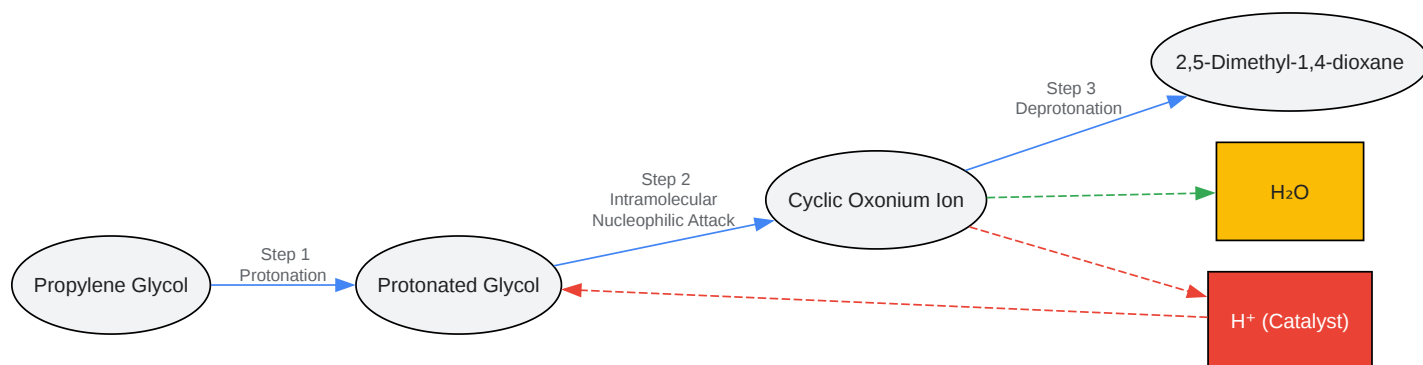 2,5-Dimethyl-1,4-dioxane
Step 3
Deprotonation
Step 2
Intramolecular
Nucleophilic Attack
Cyclic Oxonium Ion
H₂O
Step 1
Protonation
Propylene Glycol
Protonated Glycol
H⁺ (Catalyst)